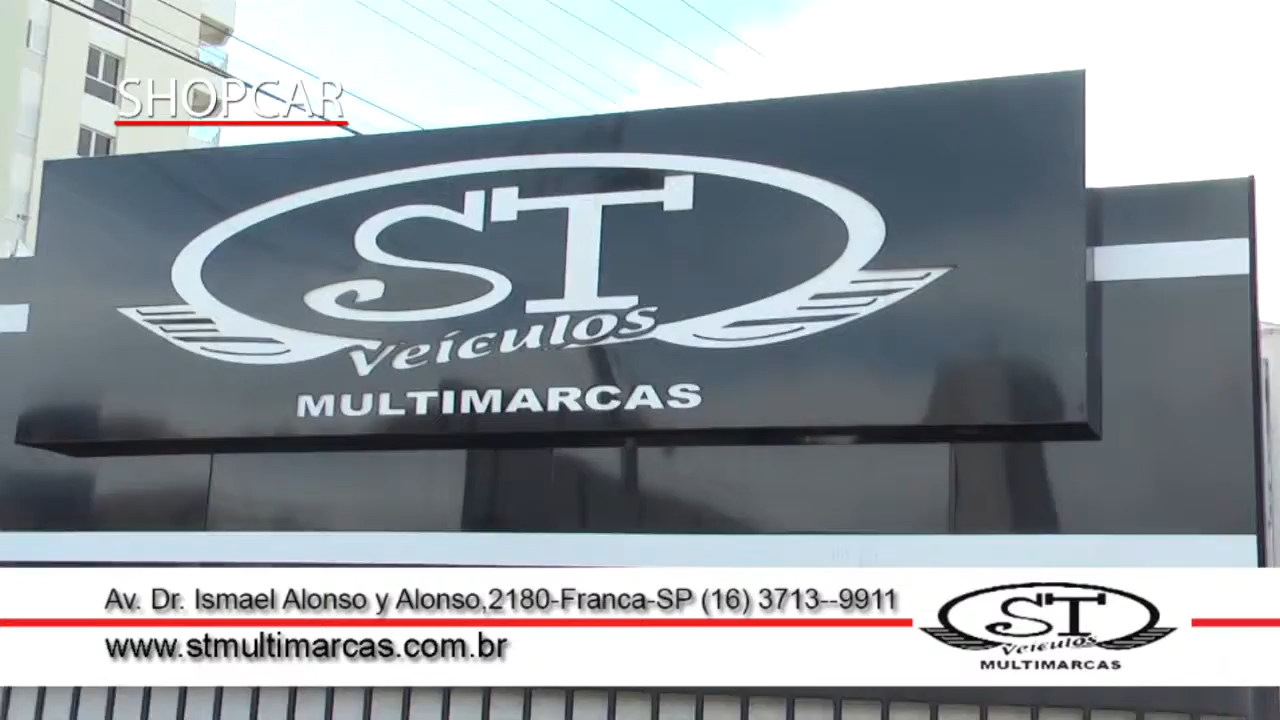 SHOPCAR
ST
veículos
MULTIMARCAS
Av. Dr. Ismael Alonso y Alonso,2180-Franca-SP (16) 3713--9911
www.stmultimarcas.com.br
ST
veículos
MULTIMARCAS